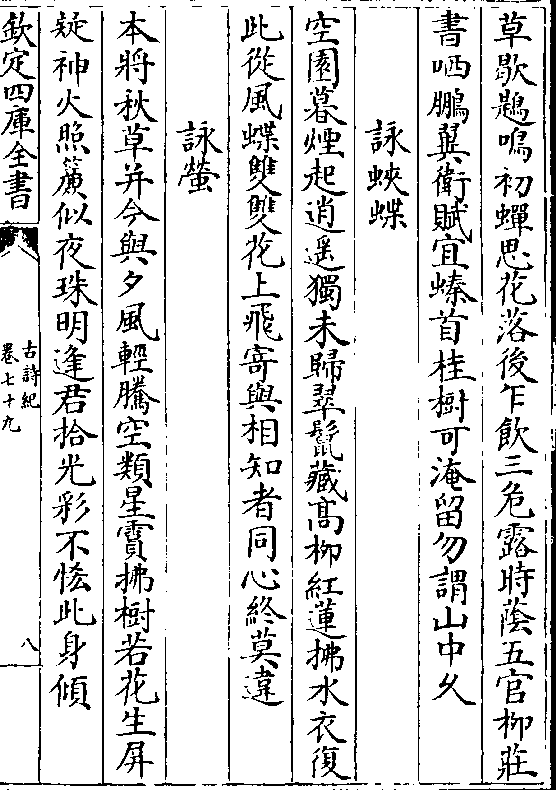 草歇鶗鳴初蟬思花落後乍飲三危露時蔭五官柳莊
書哂鵬翼衛賦宜螓首桂樹可淹留勿謂山中久
詠蛺蝶
空園暮煙起逍遥獨未歸翠鬛藏髙柳紅蓮拂水衣復
此從風蝶雙雙花上飛寄與相知者同心終莫違
詠螢
本將秋草并今與夕風輕騰空類星霣拂樹若花生屏
疑神火照簾似夜珠明逢君拾光彩不恡此身傾
欽定四庫全書
古詩紀
卷七十九
八